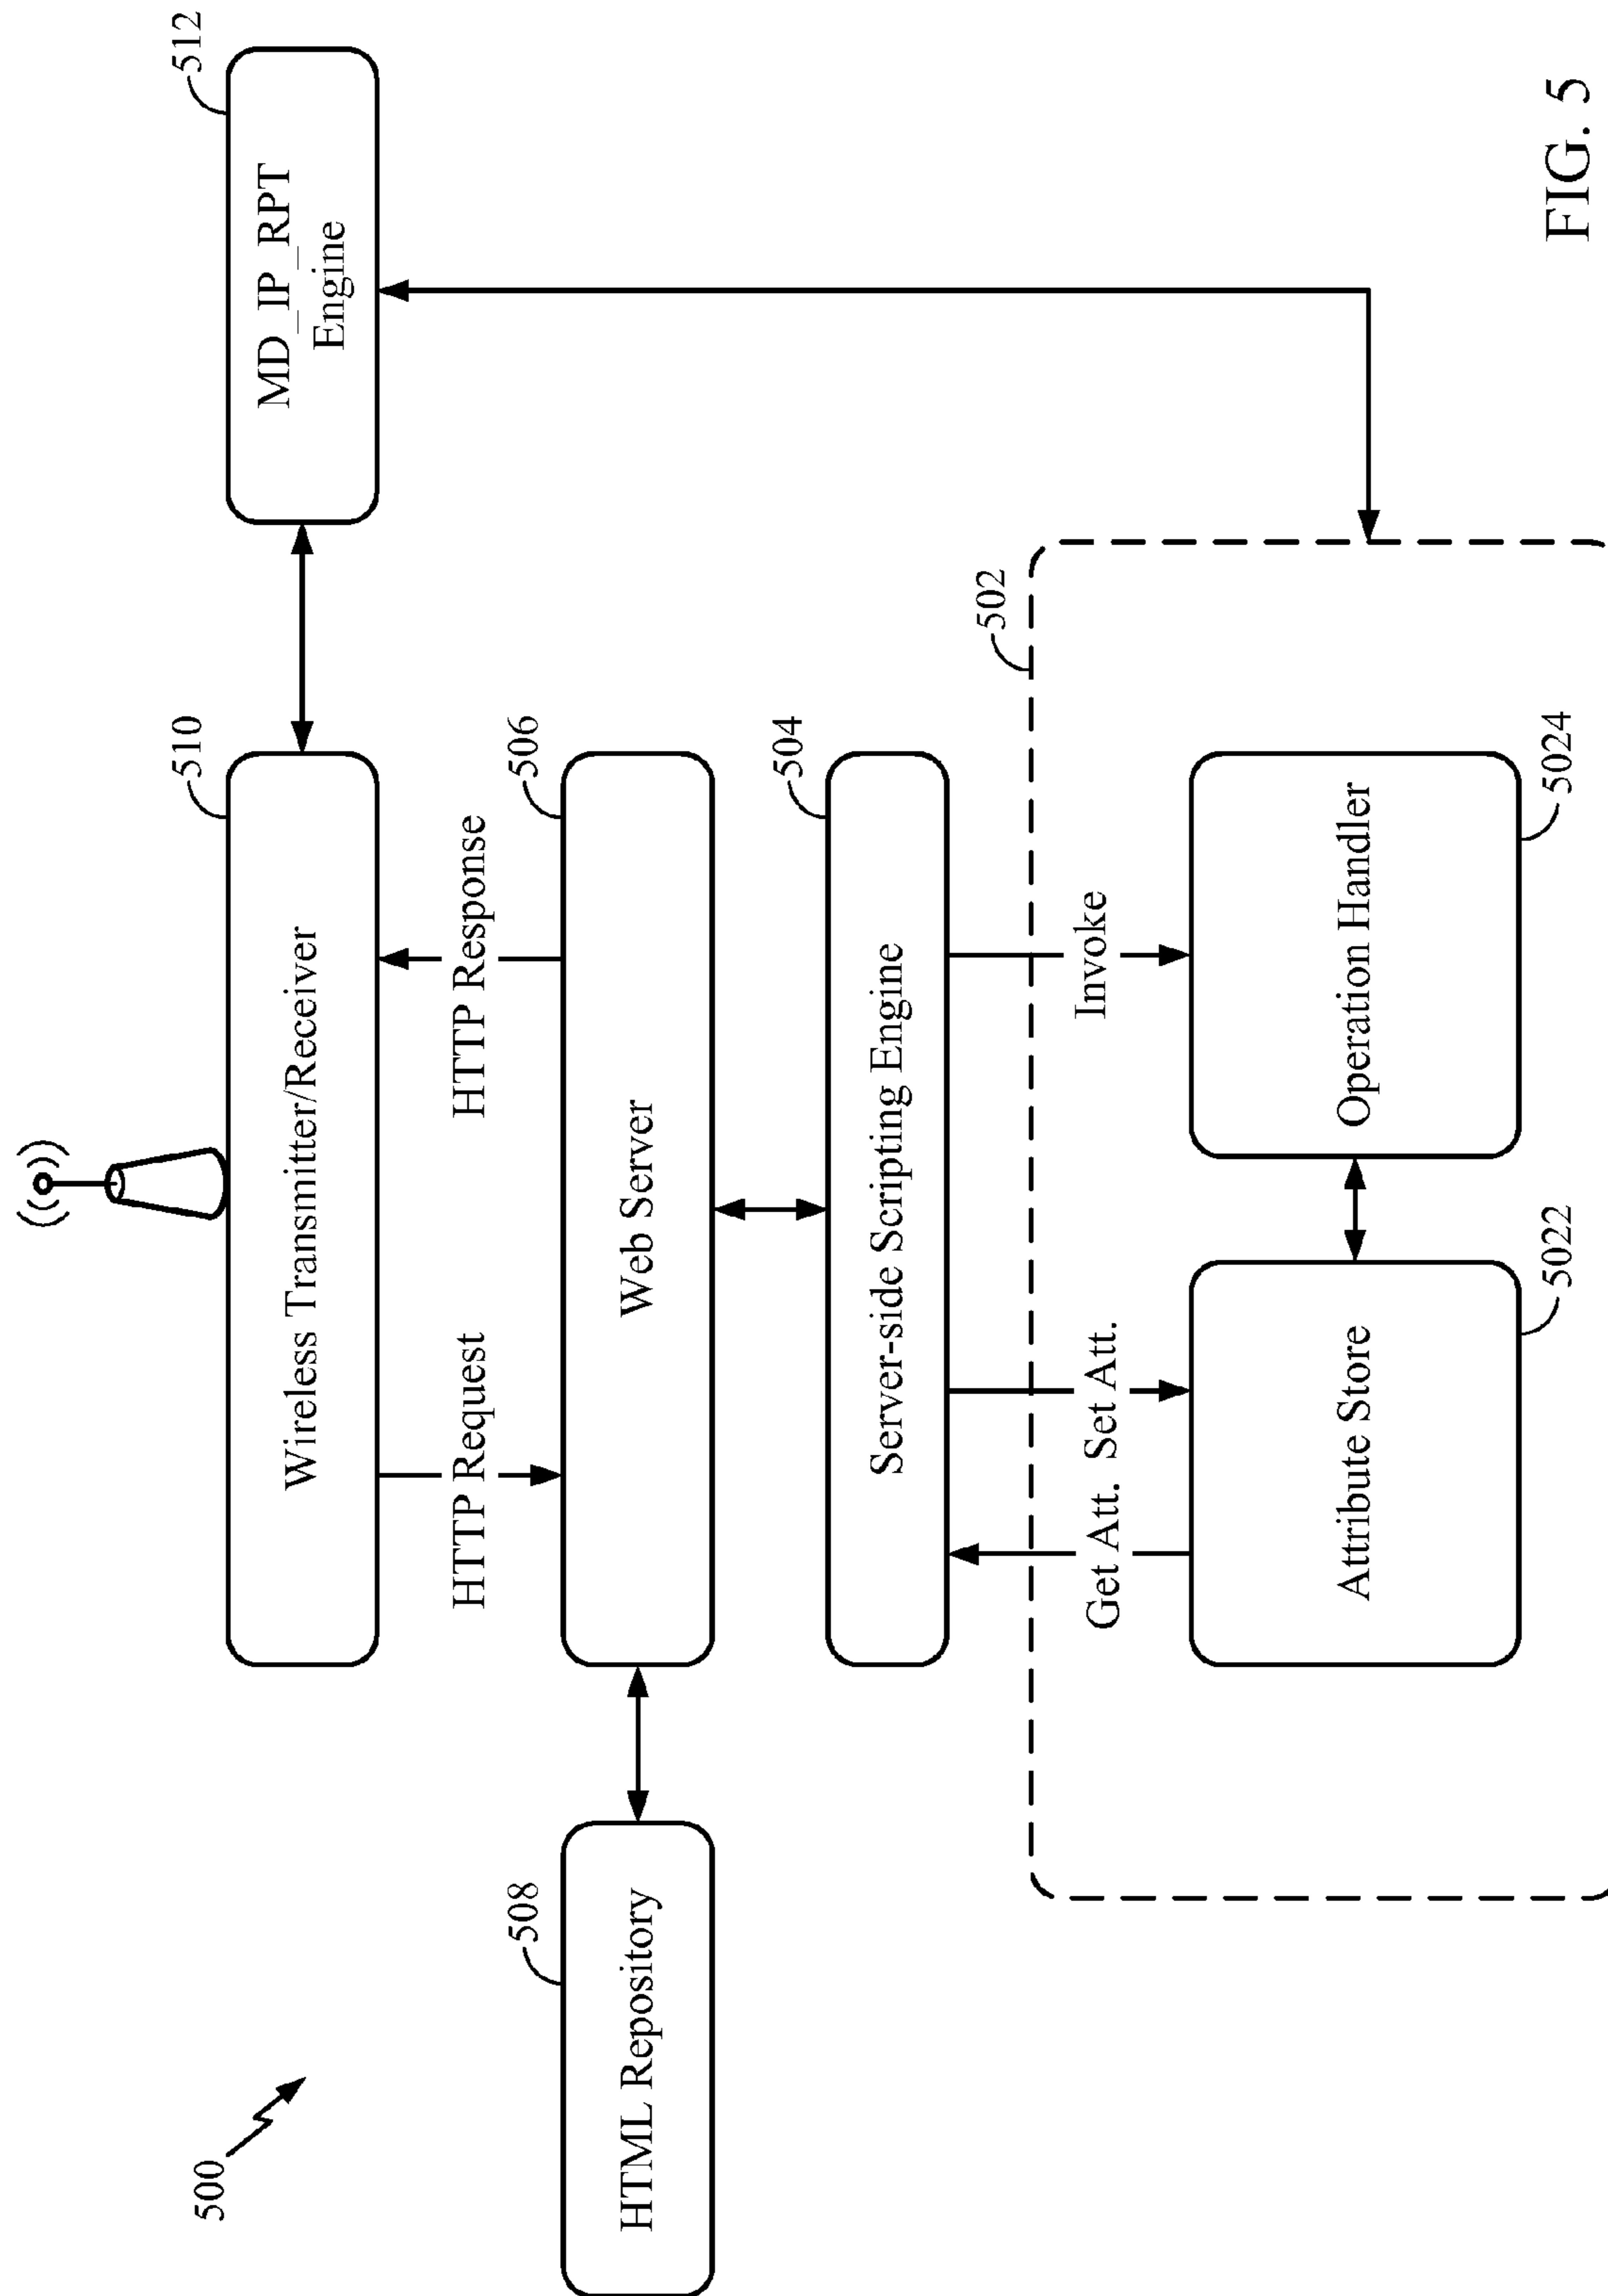 500
512
MD_IP_RPT
Engine
510
Wireless Transmitter/Receiver
HTTP Request
HTTP Response
508
HTML Repository
506
Web Server
504
Server-side Scripting Engine
502
Get Att.
Set Att.
Invoke
Attribute Store
5022
Operation Handler
5024
FIG. 5